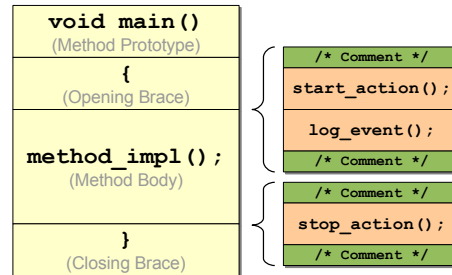 void main()
(Method Prototype)
{
(Opening Brace)
method_impl();
(Method Body)
}
(Closing Brace)
/* Comment */
start_action();
log_event();
/* Comment */
/* Comment */
stop_action();
/* Comment */